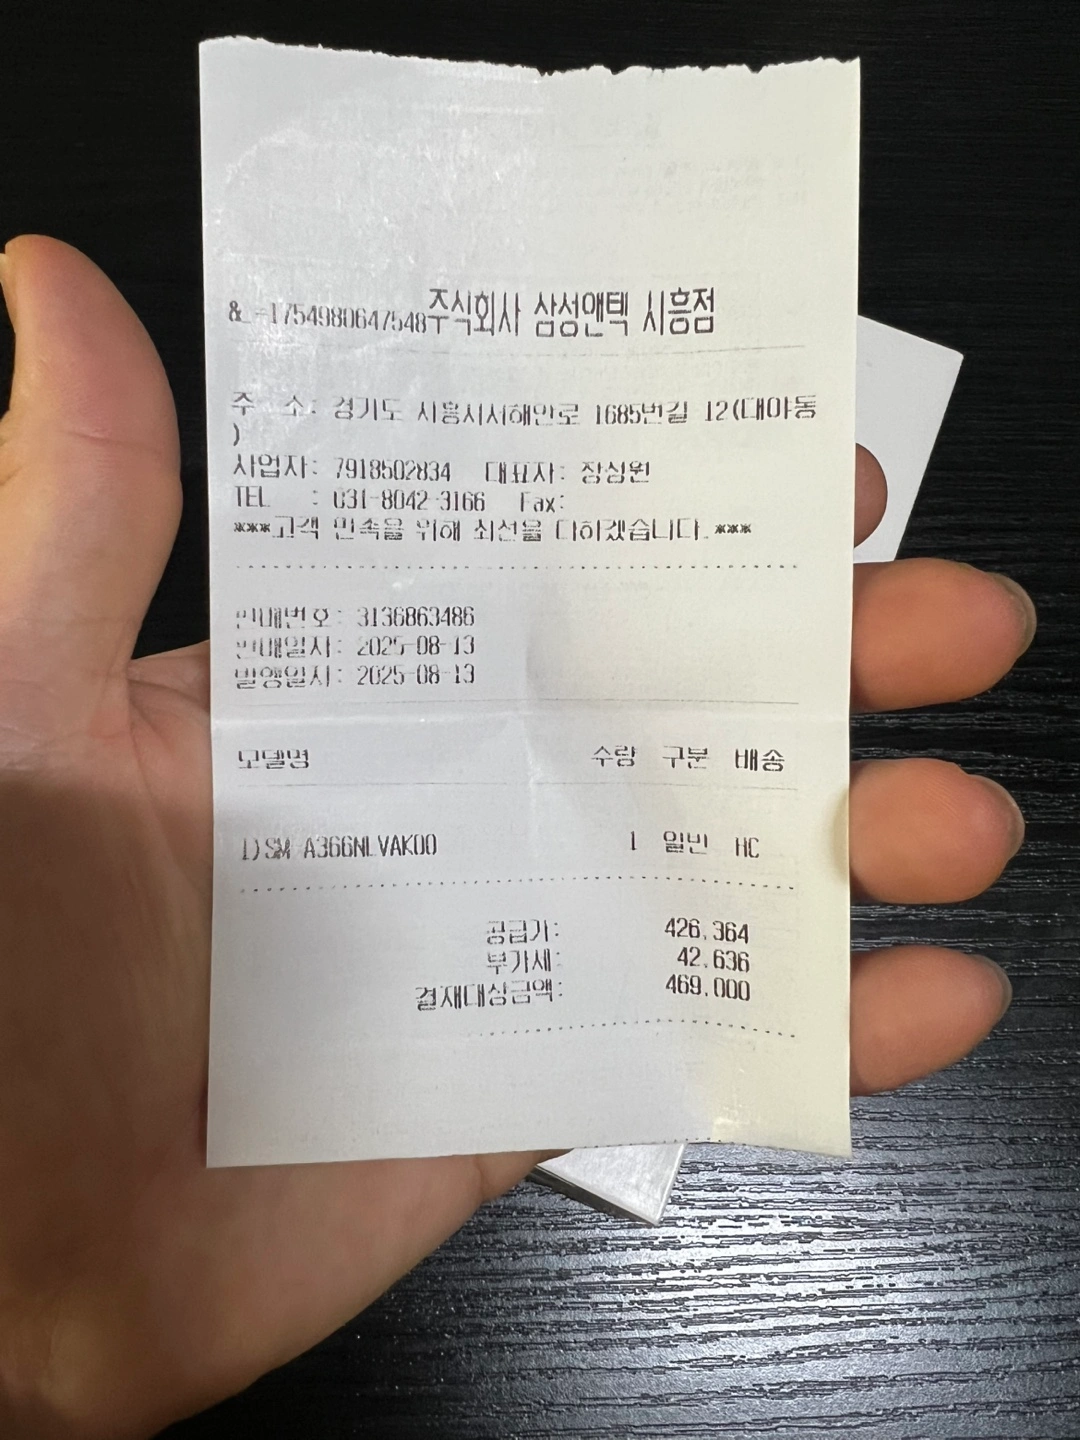 &_-1754980647548주식회사 삼성앤텍 시흥점
주 소: 경기도 시흥시서해안로 1685번길 12(대야동
)
사업자: 7918502834 대표자: 장성원
TEL : 031-8042-3166 Fax:
***고객 만족을 위해 최선을 다하겠습니다.***
판매번호: 3136863486
판매일자: 2025-08-13
발행일자: 2025-08-13
모델명 수량 구분 배송
1)SM-A366NLVAKOO 1 일반 HC
공급가: 426,364
부가세: 42,636
결재대상금액: 469,000